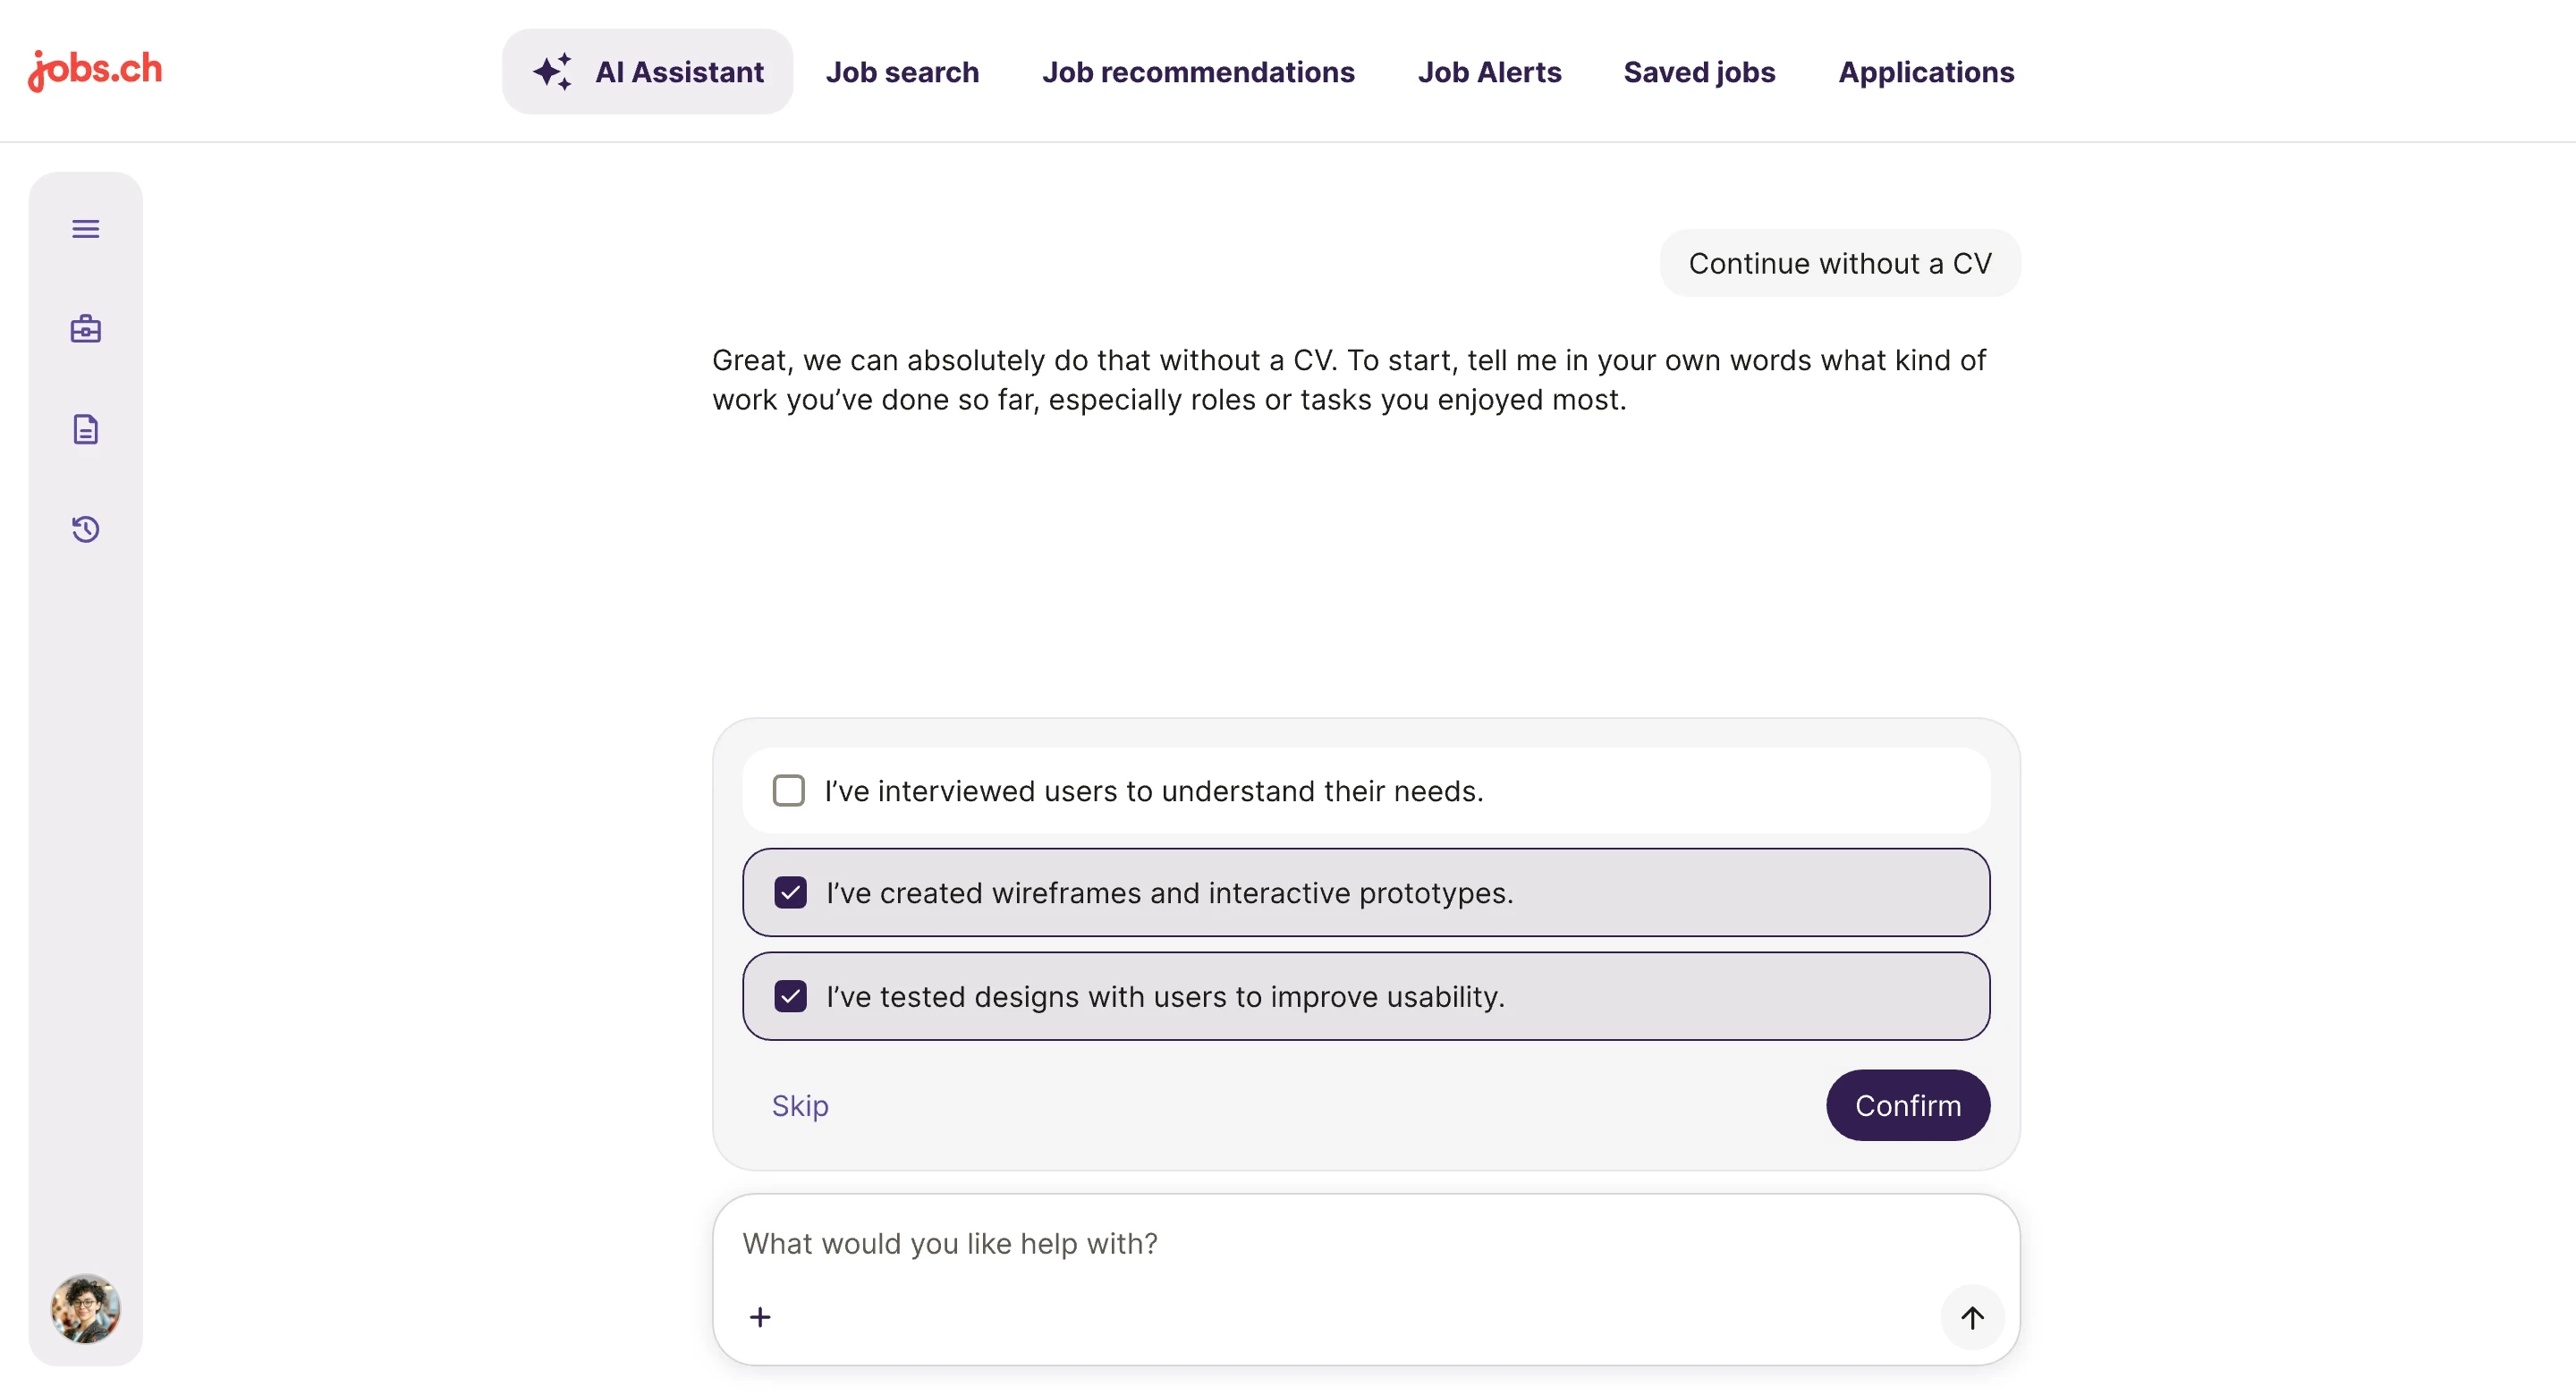 jobs.ch
AI Assistant
Job search
Job recommendations
Job Alerts
Saved jobs
Applications
Continue without a CV
Great, we can absolutely do that without a CV. To start, tell me in your own words what kind of
work you’ve done so far, especially roles or tasks you enjoyed most.
I’ve interviewed users to understand their needs.
I’ve created wireframes and interactive prototypes.
I’ve tested designs with users to improve usability.
Skip
Confirm
What would you like help with?